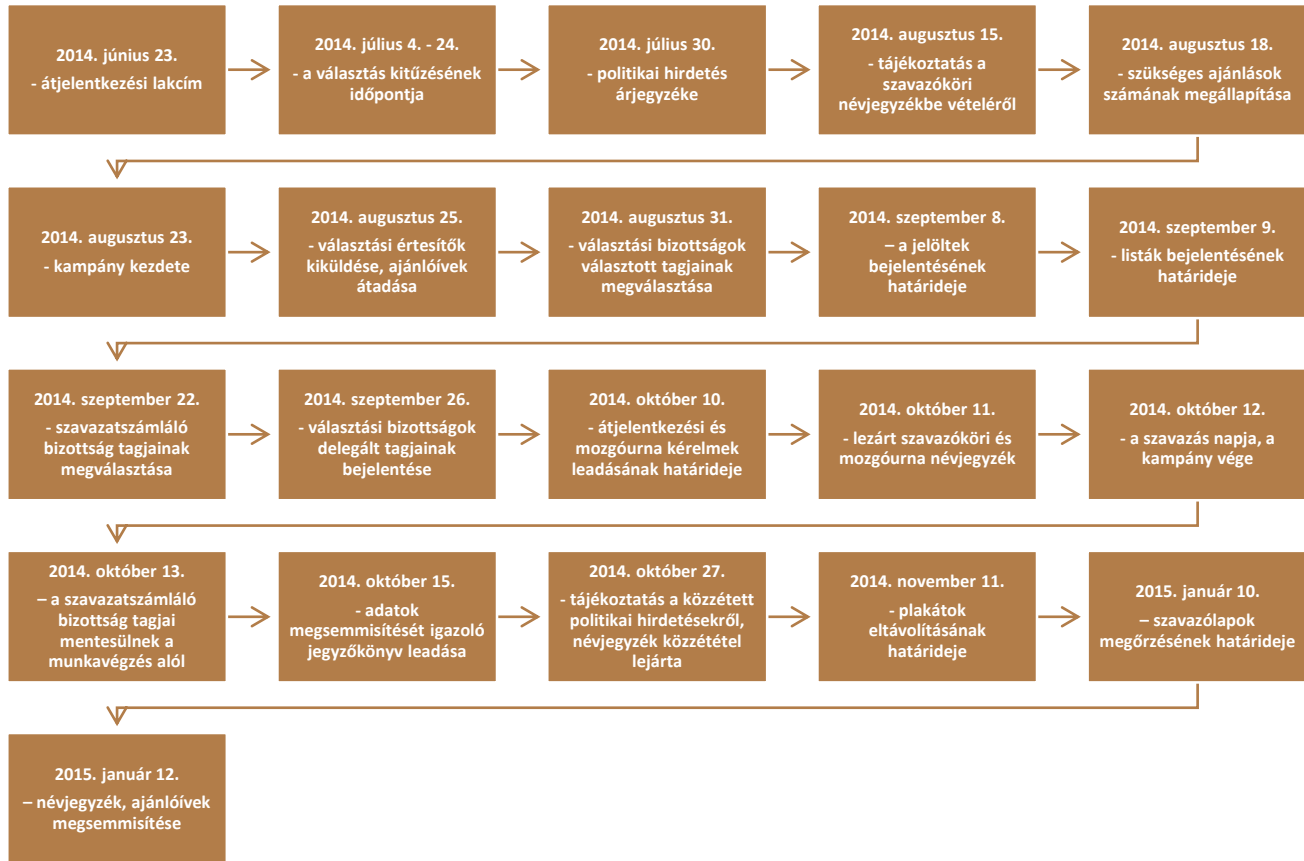 2014. június 23.
- átjelentkezési lakcím
2014. július 4. - 24.
- a választás kitűzésének
időpontja
2014. július 30.
- politikai hirdetés
árjegyzéke
2014. augusztus 15.
- tájékoztatás a
szavazóköri
névjegyzékbe vételéről
2014. augusztus 18.
- szükséges ajánlások
számának megállapítása
2014. augusztus 23.
- kampány kezdete
2014. augusztus 25.
- választási értesítők
kiküldése, ajánlóívek
átadása
2014. augusztus 31.
- választási bizottságok
választott tagjainak
megválasztása
2014. szeptember 8.
– a jelöltek
bejelentésének
határideje
2014. szeptember 9.
- listák bejelentésének
határideje
2014. szeptember 22.
- szavazatszámláló
bizottság tagjainak
megválasztása
2014. szeptember 26.
- választási bizottságok
delegált tagjainak
bejelentése
2014. október 10.
- átjelentkezési és
mozgóurna kérelmek
leadásának határideje
2014. október 11.
- lezárt szavazóköri és
mozgóurna névjegyzék
2014. október 12.
- a szavazás napja, a
kampány vége
2014. október 13.
– a szavazatszámláló
bizottság tagjai
mentesülnek a
munkavégzés alól
2014. október 15.
- adatok
megsemmisítését igazoló
jegyzőkönyv leadása
2014. október 27.
- tájékoztatás a közzétett
politikai hirdetésekről,
névjegyzék közzététel
lejárta
2014. november 11.
- plakátok
eltávolításának
határideje
2015. január 10.
– szavazólapok
megőrzésének határideje
2015. január 12.
– névjegyzék, ajánlóívek
megsemmisítése